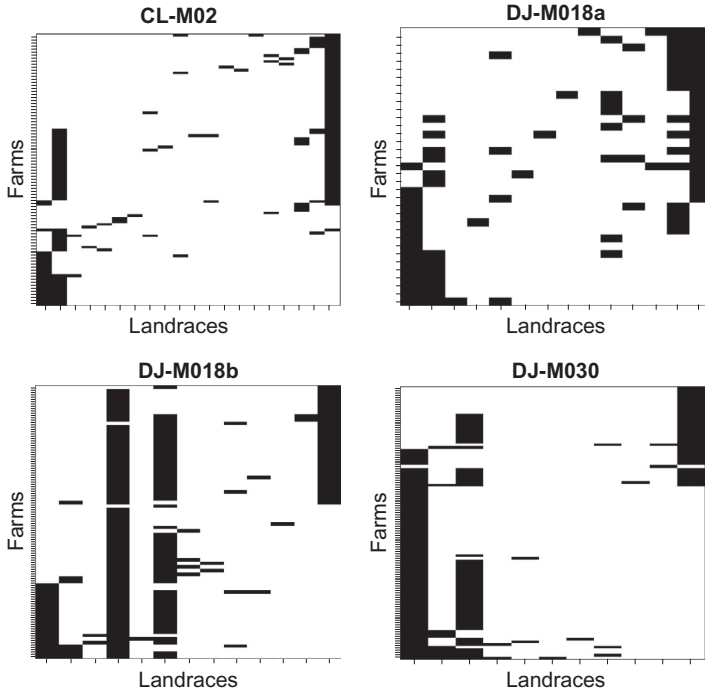 CL-M02
DJ-M018a
Farms
Farms
Landraces
Landraces
DJ-M018b
DJ-M030
Farms
Farms
Landraces
Landraces